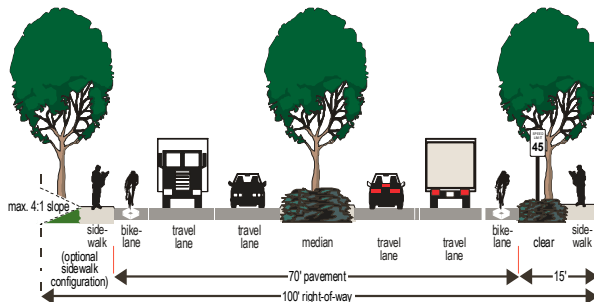 SPEED
LIMIT
45
max. 4:1 slope
side-
walk
(optional
sidewalk
configuration)
bike-
lane
travel
lane
travel
lane
median
travel
lane
travel
lane
bike-
lane
clear
side-
walk
70' pavement
15'
100' right-of-way